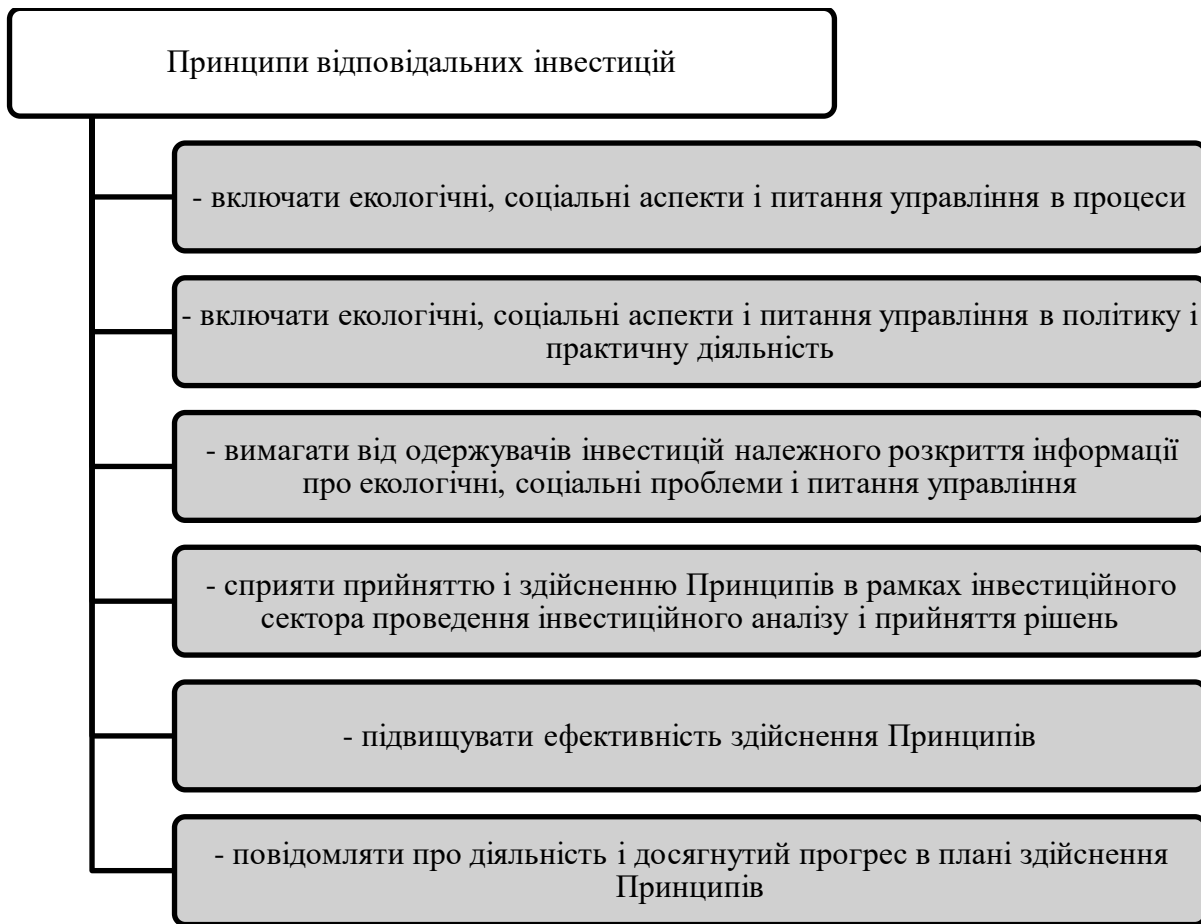 Принципи відповідальних інвестицій
- включати екологічні, соціальні аспекти і питання управління в процеси
- включати екологічні, соціальні аспекти і питання управління в політику і
практичну діяльність
- вимагати від одержувачів інвестицій належного розкриття інформації
про екологічні, соціальні проблеми і питання управління
- сприяти прийняттю і здійсненню Принципів в рамках інвестиційного
сектора проведення інвестиційного аналізу і прийняття рішень
- підвищувати ефективність здійснення Принципів
- повідомляти про діяльність і досягнутий прогрес в плані здійснення
Принципів